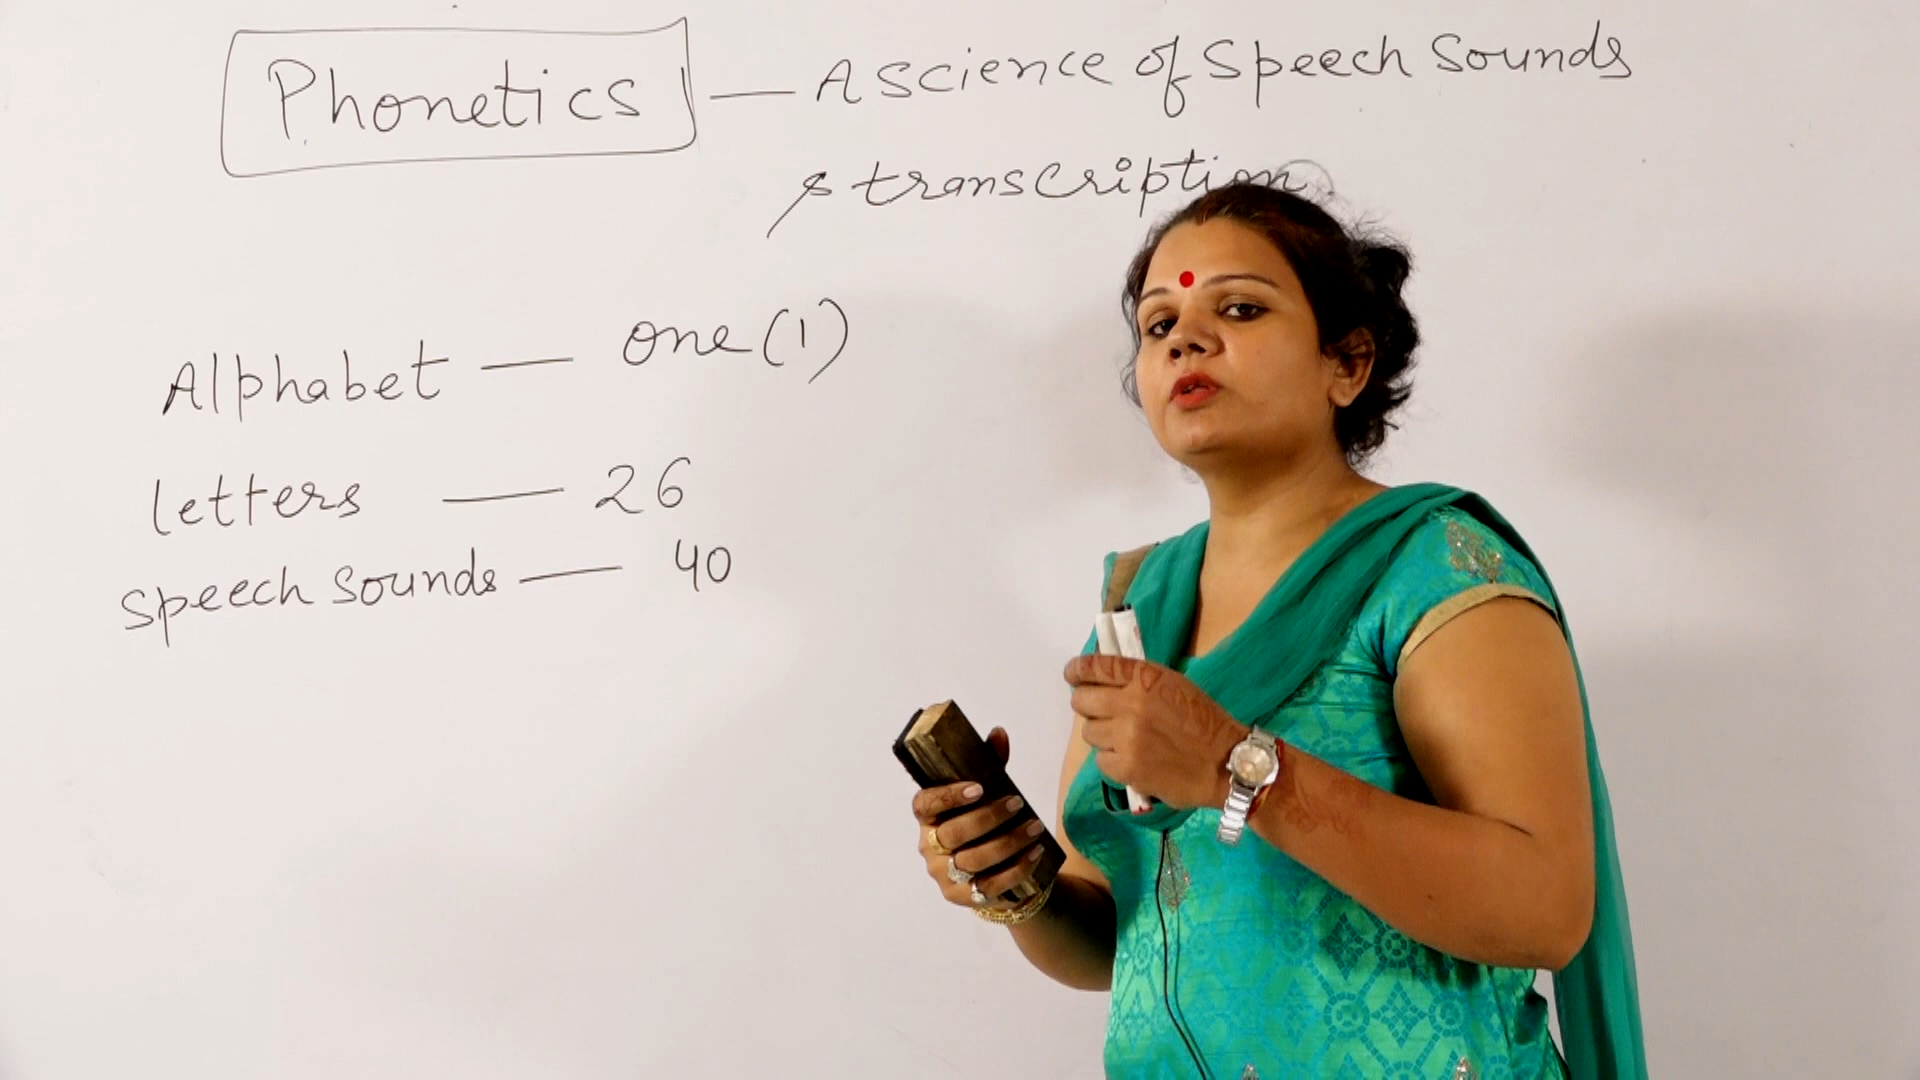 Phonetics — A Science of Speech Sounds
& transcription
Alphabet — one (1)
letters — 26
Speech sounds — 40